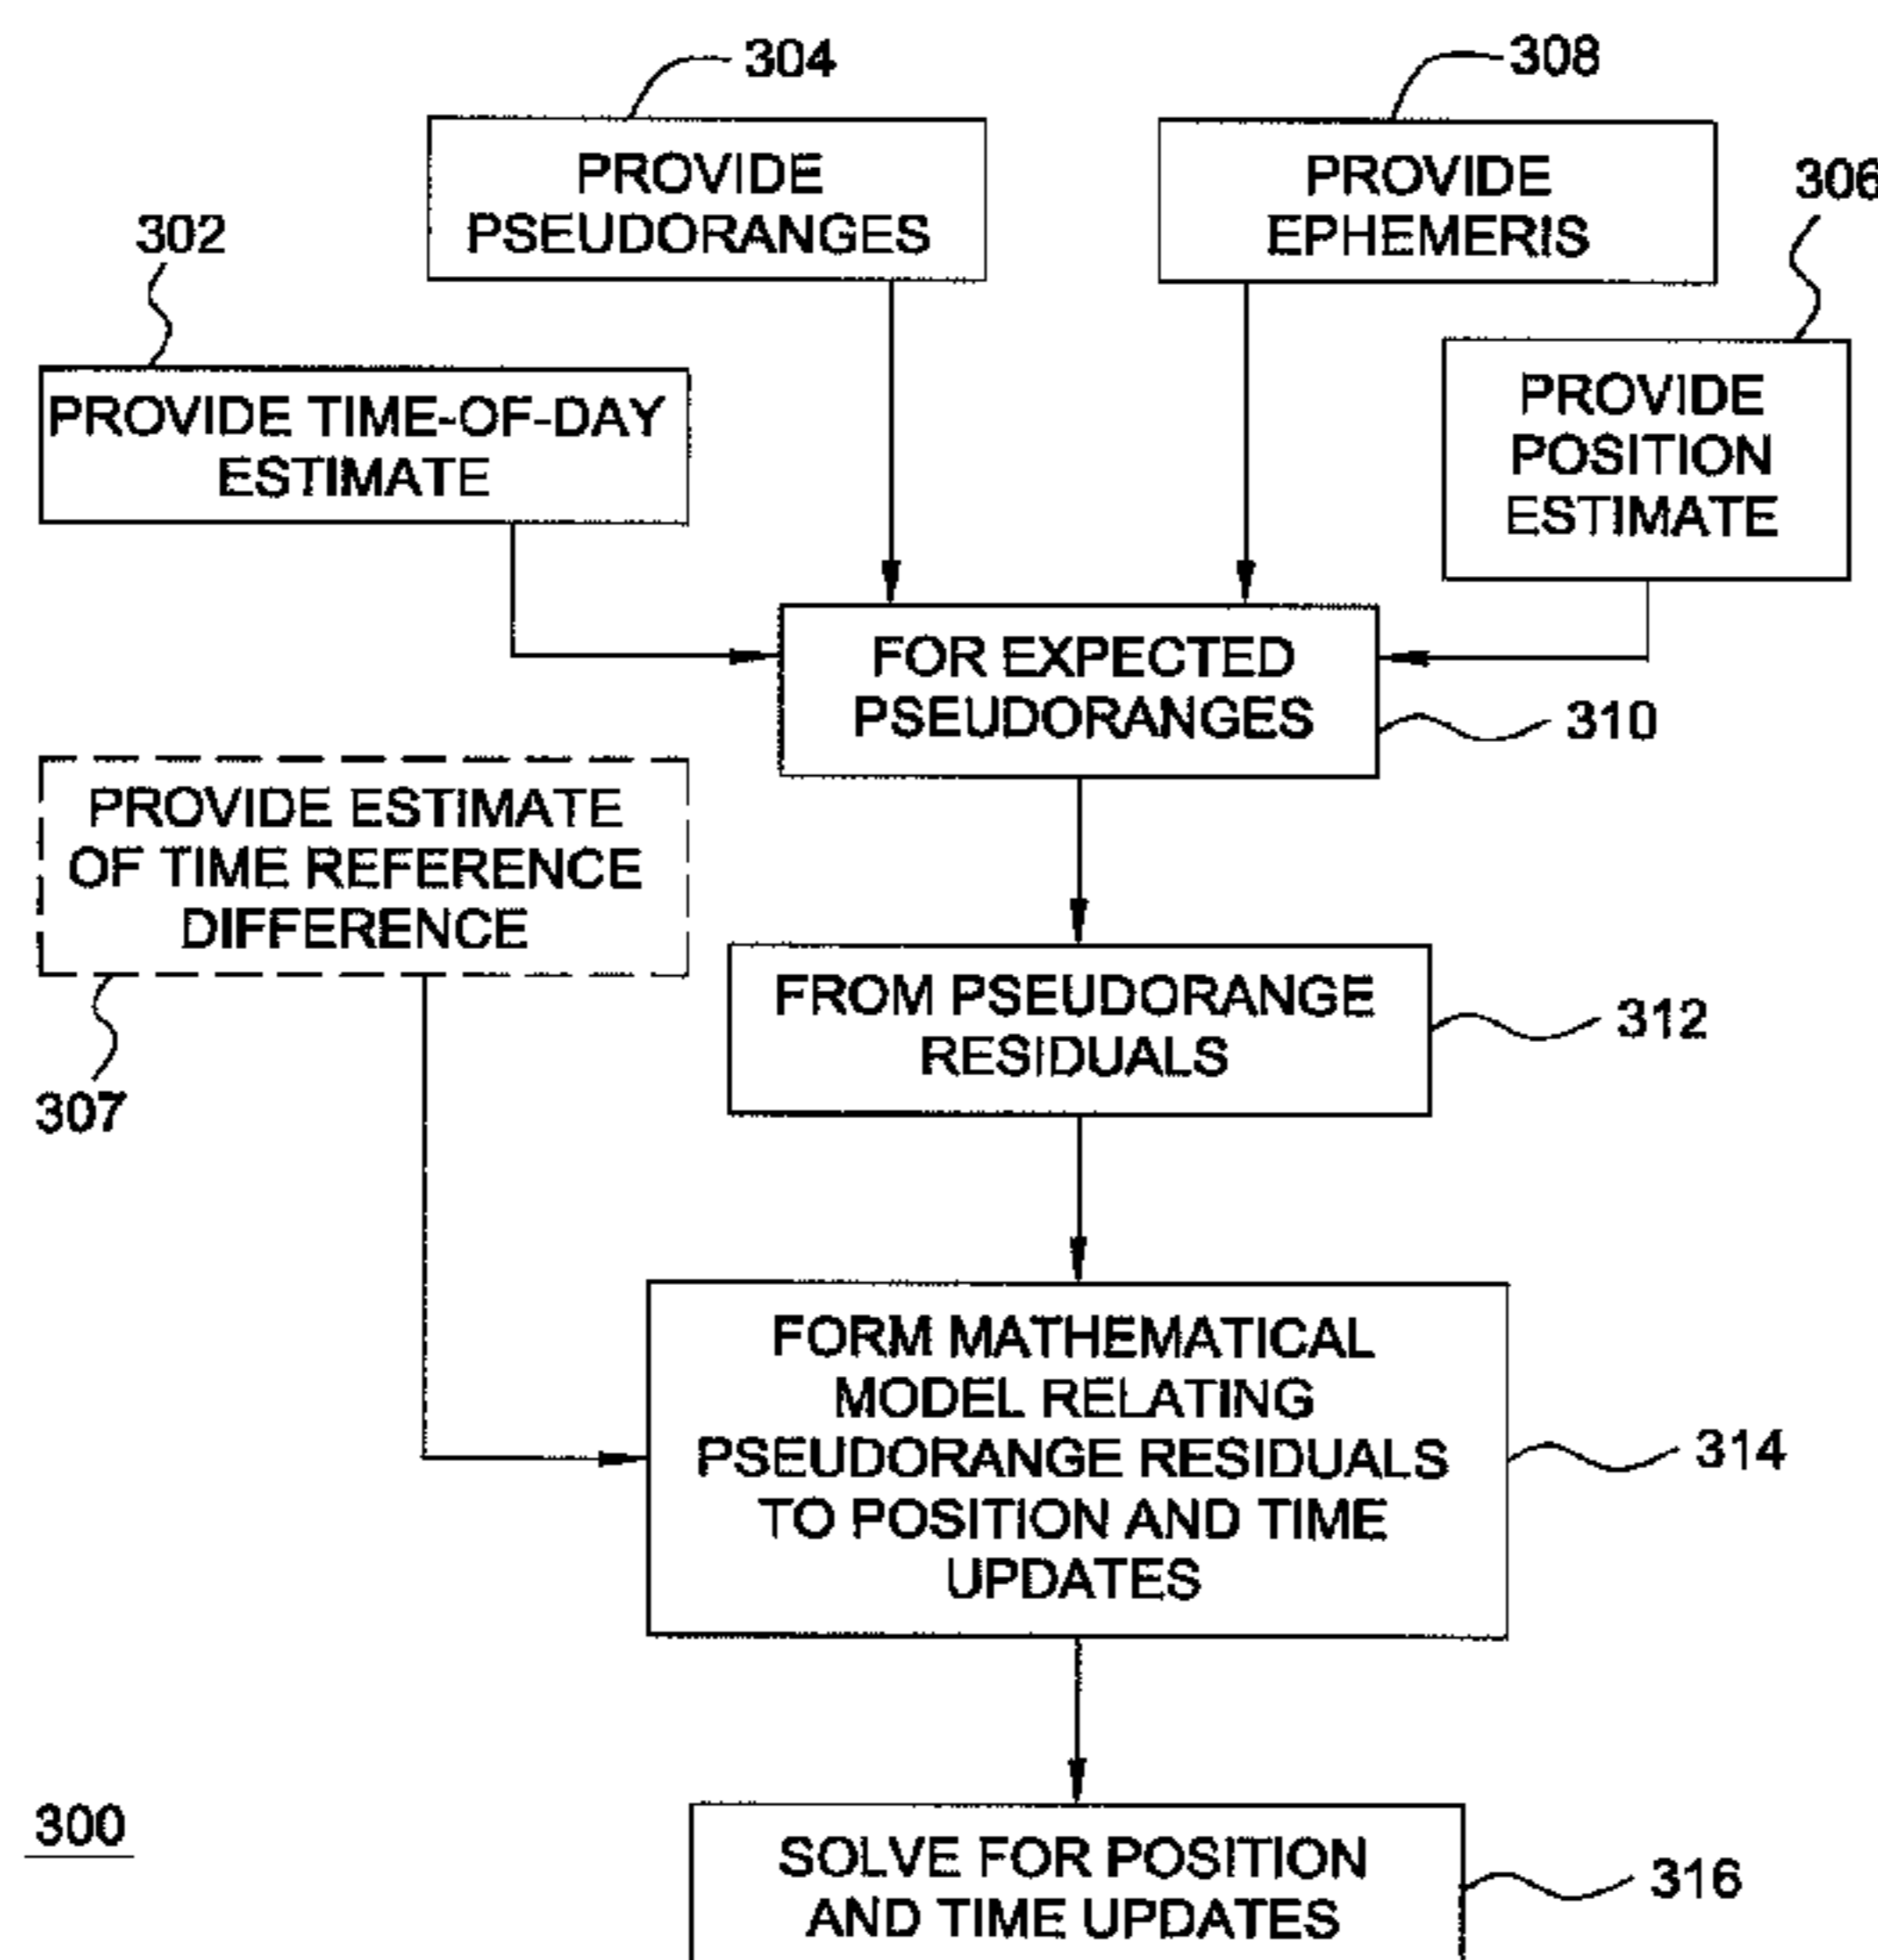 304
308
PROVIDE
PSEUDORANGES
PROVIDE
EPHEMERIS
306
302
PROVIDE TIME-OF-DAY
ESTIMATE
PROVIDE
POSITION
ESTIMATE
FOR EXPECTED
PSEUDORANGES
310
PROVIDE ESTIMATE
OF TIME REFERENCE
DIFFERENCE
307
FROM PSEUDORANGE
RESIDUALS
312
FORM MATHEMATICAL
MODEL RELATING
PSEUDORANGE RESIDUALS
TO POSITION AND TIME
UPDATES
314
300
SOLVE FOR POSITION
AND TIME UPDATES
316